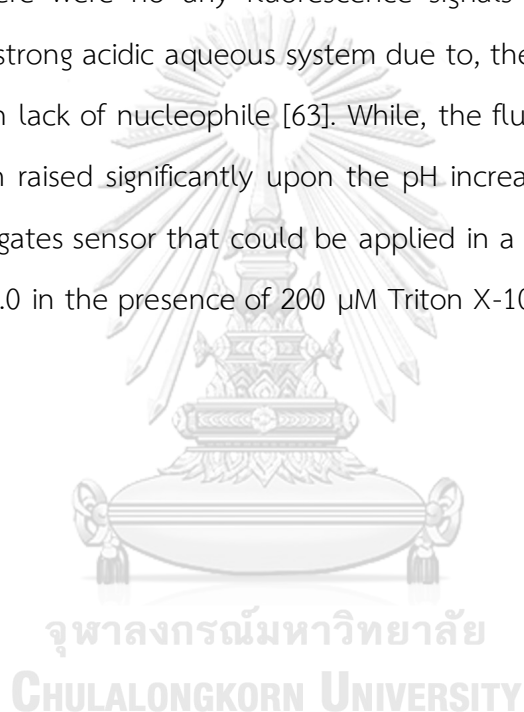 ere were no any fluorescence signals
strong acidic aqueous system due to, the
n lack of nucleophile [63]. While, the flu
n raised significantly upon the pH increa
gates sensor that could be applied in a
.0 in the presence of 200 μM Triton X-10
จุฬาลงกรณ์มหาวิทยาลัย
CHULALONGKORN UNIVERSITY